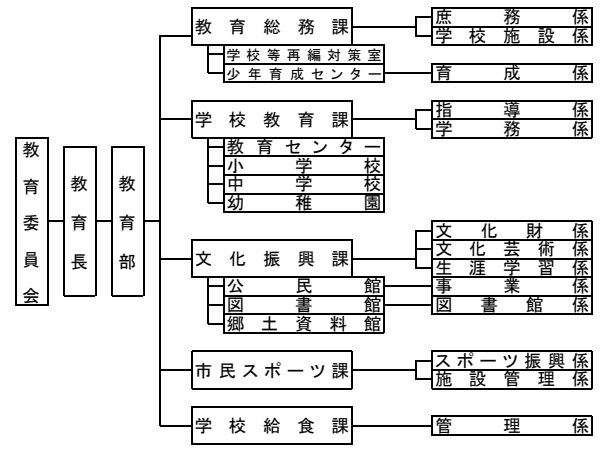 教育委員会
教育長
教育部
教育総務課
庶務係
学校施設係
学校等再編対策室
少年育成センター
育成係
学校教育課
指導係
学務係
教育センター
小学校
中学校
幼稚園
文化振興課
文化財係
文化芸術係
生涯学習係
公民館
事業係
図書館
図書館係
郷土資料館
市民スポーツ課
スポーツ振興係
施設管理係
学校給食課
管理係